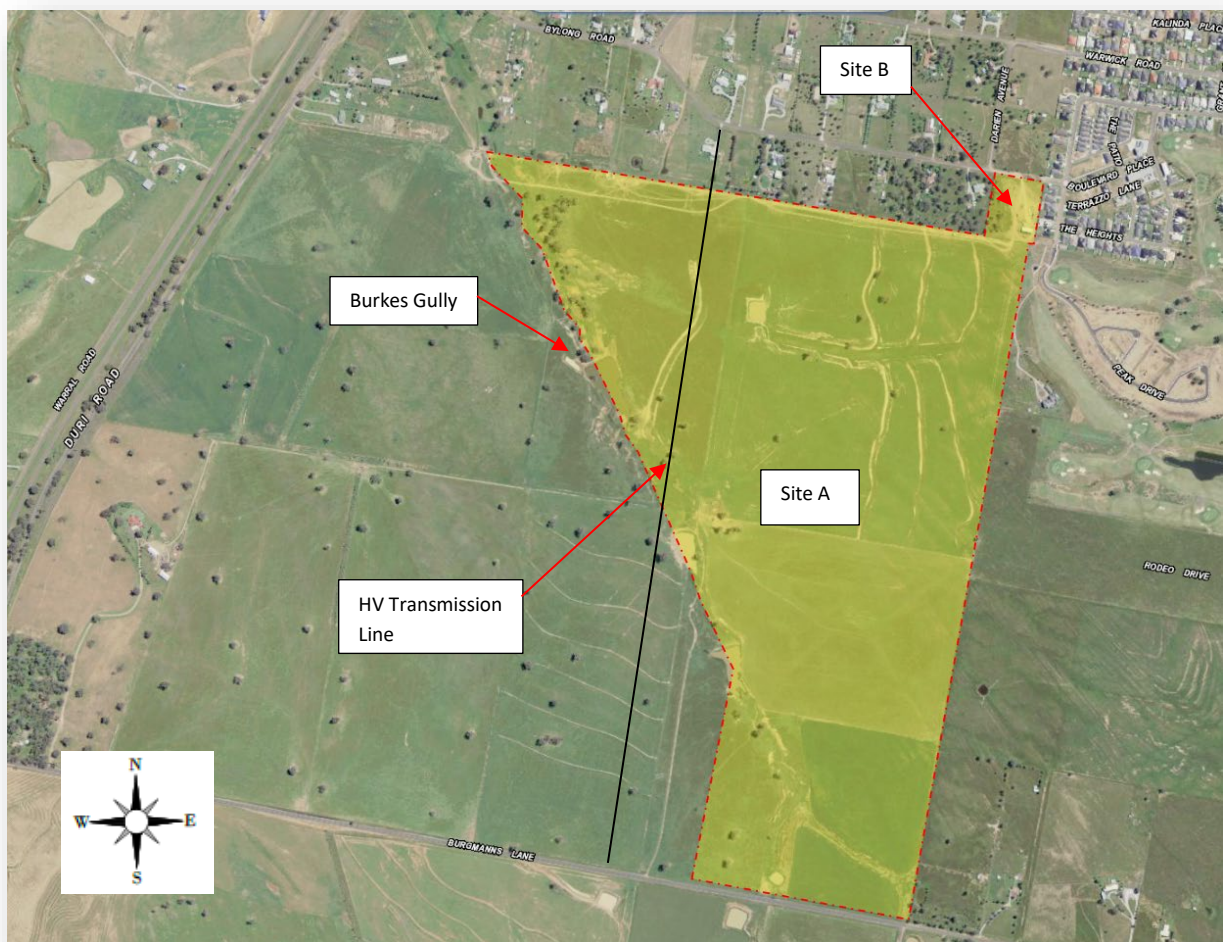 KALINDA PLACE
BYLONG ROAD
WARWICK ROAD
Site B
DARIEN AVENUE
THE PATIO
BOULEVARD PLACE
TERRAZZO LANE
THE HEIGHTS
Burkes Gully
WARRAL ROAD
DURI ROAD
PEAK DRIVE
Site A
RODEO DRIVE
HV Transmission
Line
N
W
E
S
BURGMANNS LANE